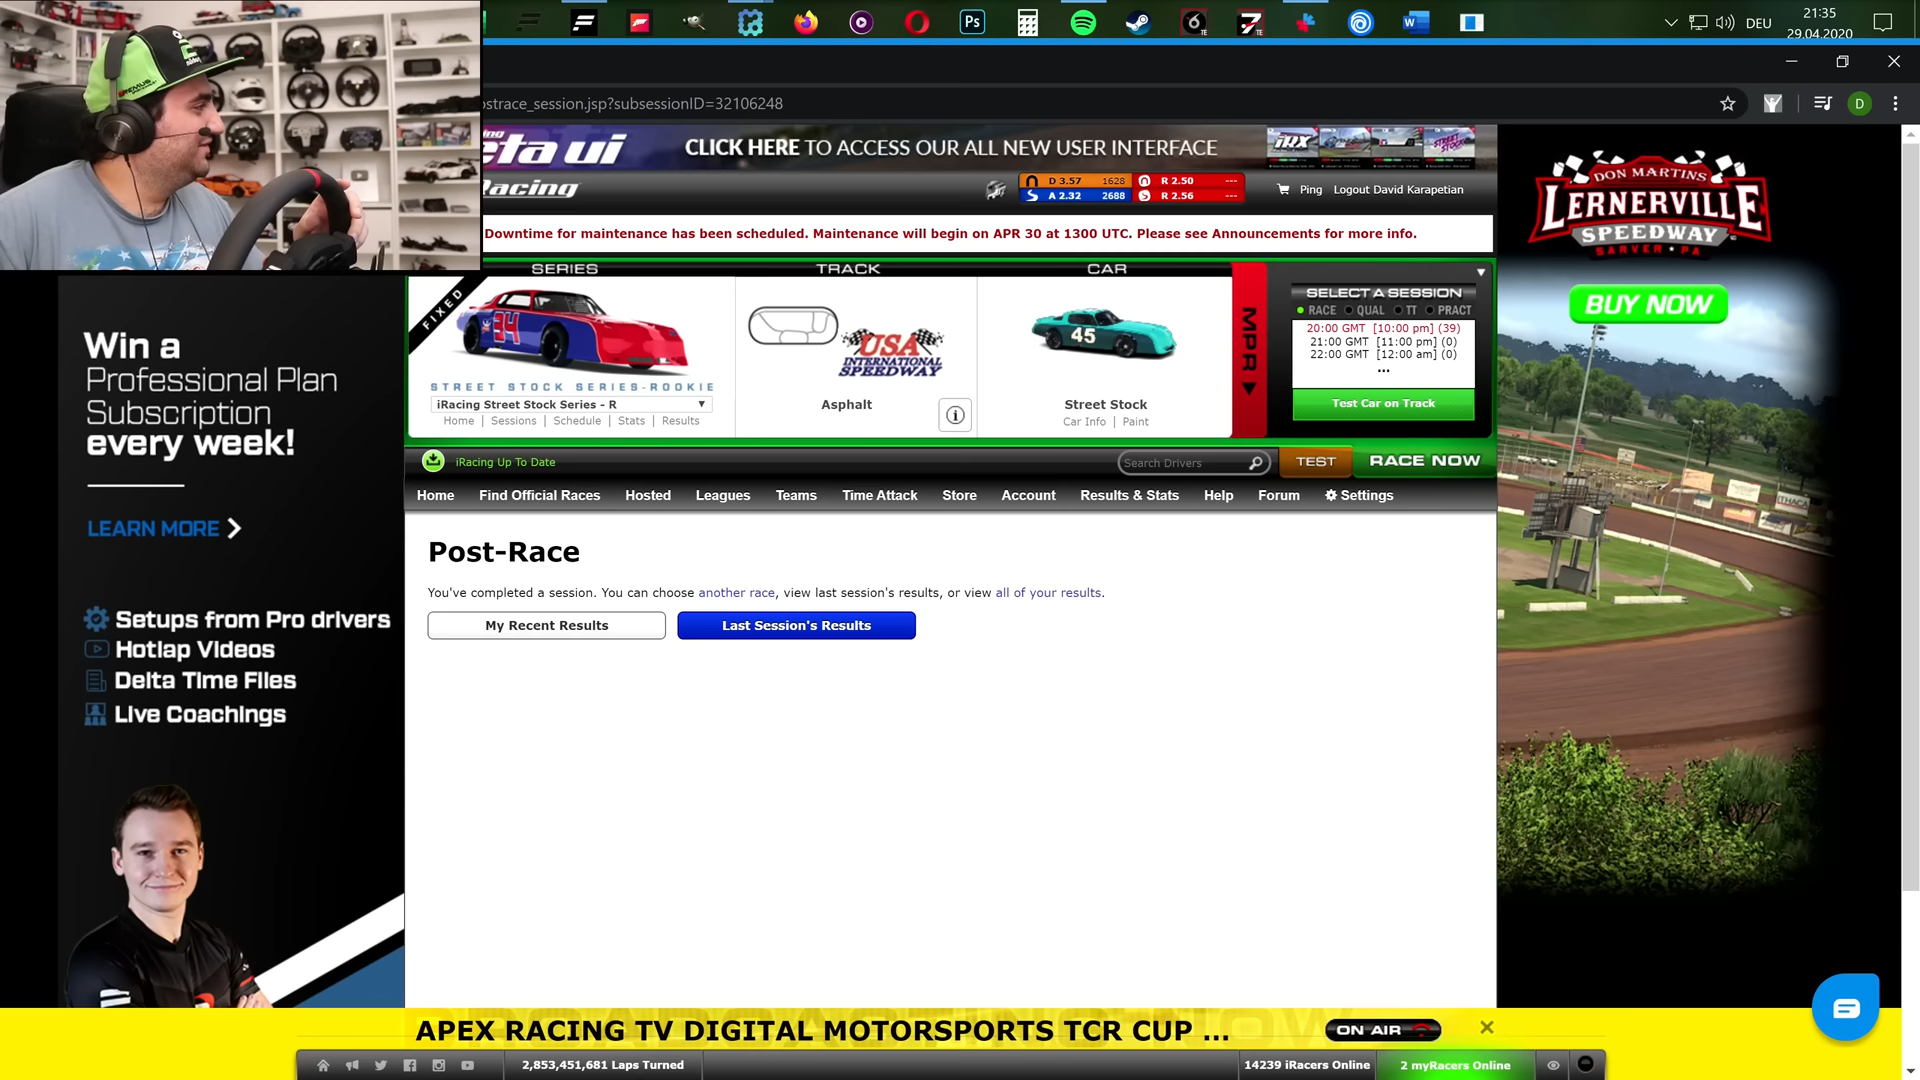 21:35
DEU
29.04.2020
strace_session.jsp?subsessionID=32106248
D
eta ui
CLICK HERE TO ACCESS OUR ALL NEW USER INTERFACE
iRX
STREET STOCK
Racing
D 3.57 1628 R 2.50 ---
A 2.32 2688 R 2.56 ---
Ping Logout David Karapetian
Downtime for maintenance has been scheduled. Maintenance will begin on APR 30 at 1300 UTC. Please see Announcements for more info.
DON MARTINS
LERNERVILLE
SPEEDWAY
SARVER • PA
BUY NOW
SERIES
TRACK
CAR
FIXED
34
STREET STOCK SERIES-ROOKIE
iRacing Street Stock Series - R
Home | Sessions | Schedule | Stats | Results
USA
INTERNATIONAL
SPEEDWAY
Asphalt
45
Street Stock
Car Info | Paint
MPR
SELECT A SESSION
RACE QUAL TT PRACT
20:00 GMT [10:00 pm] (39)
21:00 GMT [11:00 pm] (0)
22:00 GMT [12:00 am] (0)
...
Test Car on Track
iRacing Up To Date
Search Drivers
TEST
RACE NOW
Home Find Official Races Hosted Leagues Teams Time Attack Store Account Results & Stats Help Forum Settings
Post-Race
You've completed a session. You can choose another race, view last session's results, or view all of your results.
My Recent Results
Last Session's Results
Win a
Professional Plan
Subscription
every week!
LEARN MORE
Setups from Pro drivers
Hotlap Videos
Delta Time Files
Live Coachings
APEX RACING TV DIGITAL MOTORSPORTS TCR CUP ...
ON AIR
2,853,451,681 Laps Turned
14239 iRacers Online
2 myRacers Online